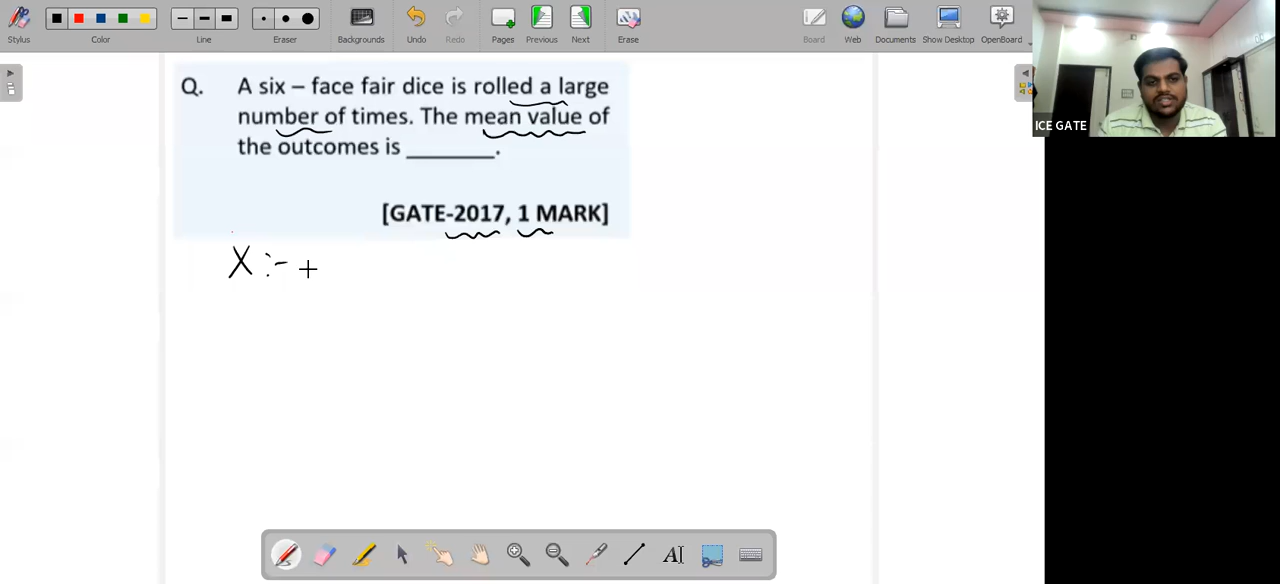 Stylus
Color
Line
Eraser
Backgrounds
Undo
Redo
Pages
Previous
Next
Erase
Board
Web
Documents
Show Desktop
OpenBoard
ICE GATE
Q. A six – face fair dice is rolled a large
number of times. The mean value of
the outcomes is ________.
[GATE-2017, 1 MARK]
X :-